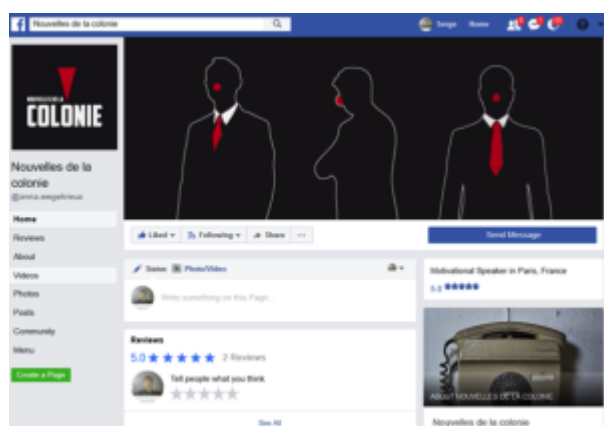 Nouvelles de la colonie
Serge Home
NOUVELLES DE LA
COLONIE
Nouvelles de la
colonie
Home
Reviews
About
Videos
Photos
Posts
Community
Menu
Create a Page
Liked Following Share
Send Message
Status Photo/Video
Write something on this Page...
Reviews
5.0 2 Reviews
Tell people what you think
See All
Motivational Speaker in Paris, France
5.0
ABOUT NOUVELLES DE LA COLONIE
Nouvelles de la colonie